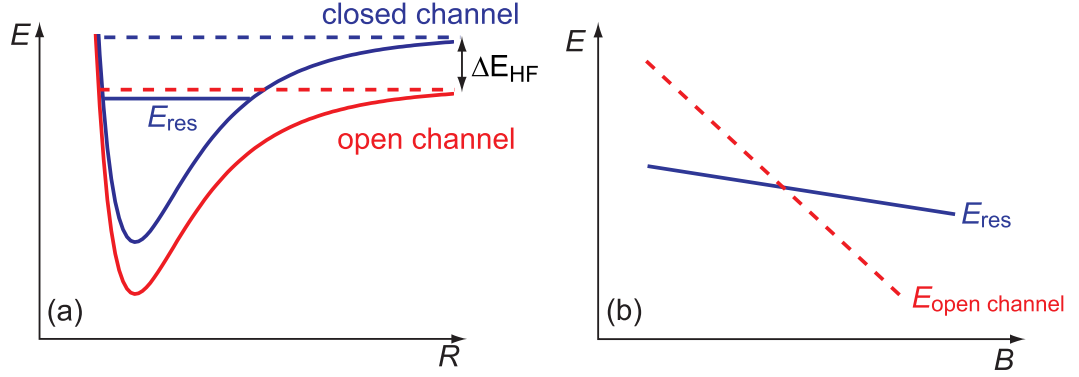 closed channel
E
ΔE_HF
E_res
open channel
(a)
R
E
E_res
E_open channel
(b)
B